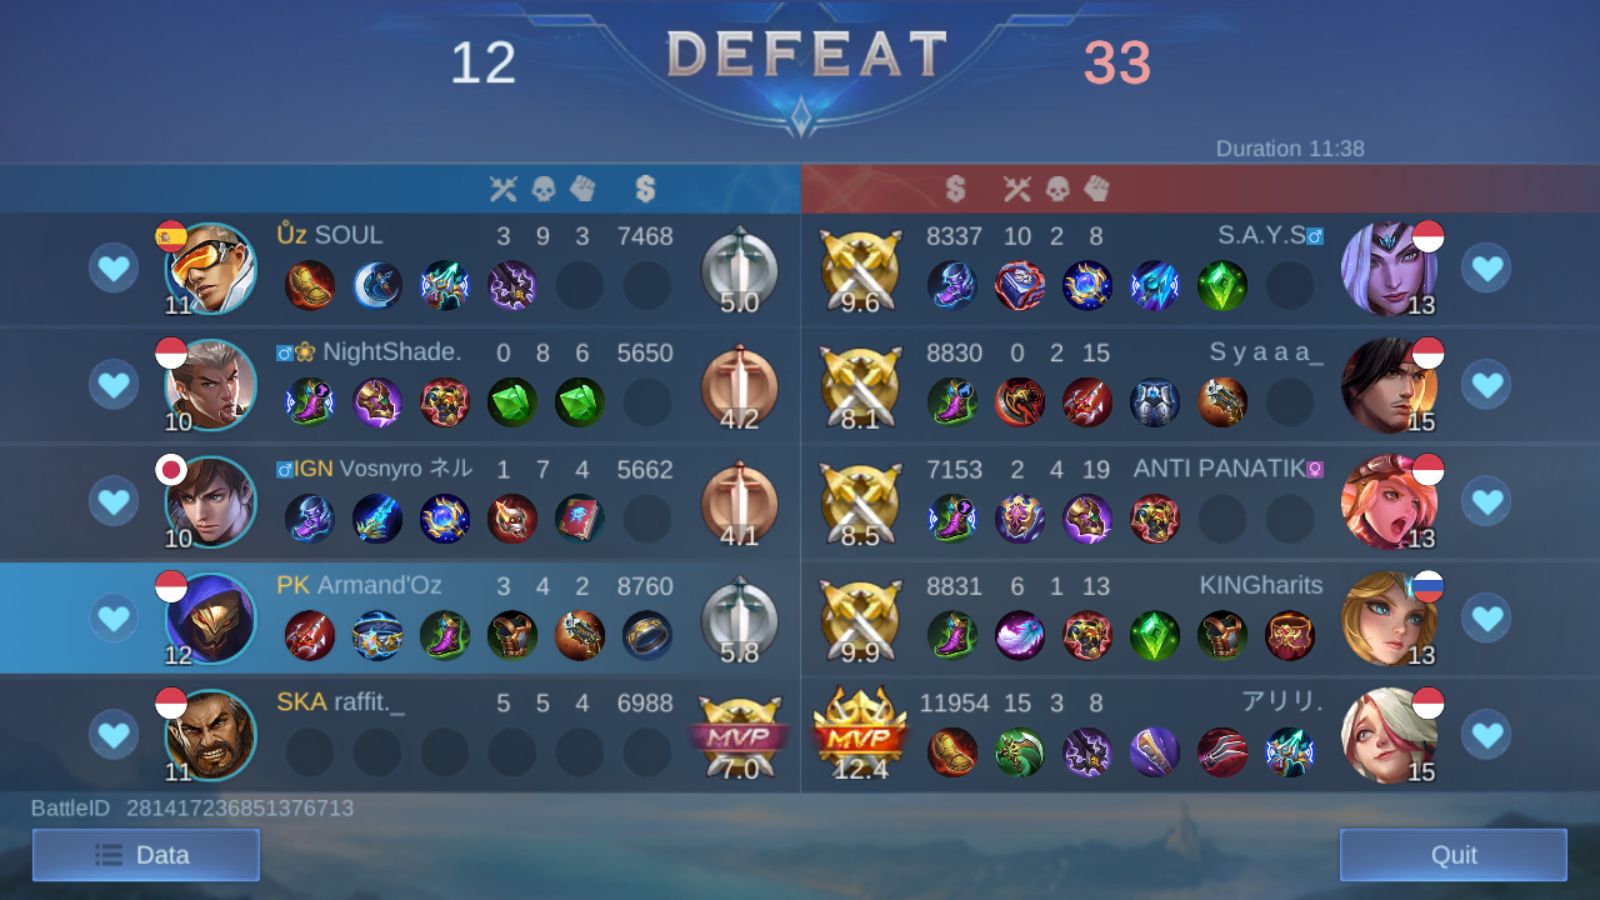 12 DEFEAT 33
Duration 11:38
Ůz SOUL 3 9 3 7468
11 5.0
9.6 8337 10 2 8 S.A.Y.S
13
NightShade. 0 8 6 5650
10 4.2
8.1 8830 0 2 15 S y a a a_
15
IGN Vosnyro ネル 1 7 4 5662
10 4.1
8.5 7153 2 4 19 ANTI PANATIK
13
PK Armand'Oz 3 4 2 8760
12 5.8
9.9 8831 6 1 13 KINGharits
13
SKA raffit._ 5 5 4 6988
11 MVP 7.0
MVP 12.4 11954 15 3 8 アリリ.
15
BattleID 281417236851376713
Data
Quit